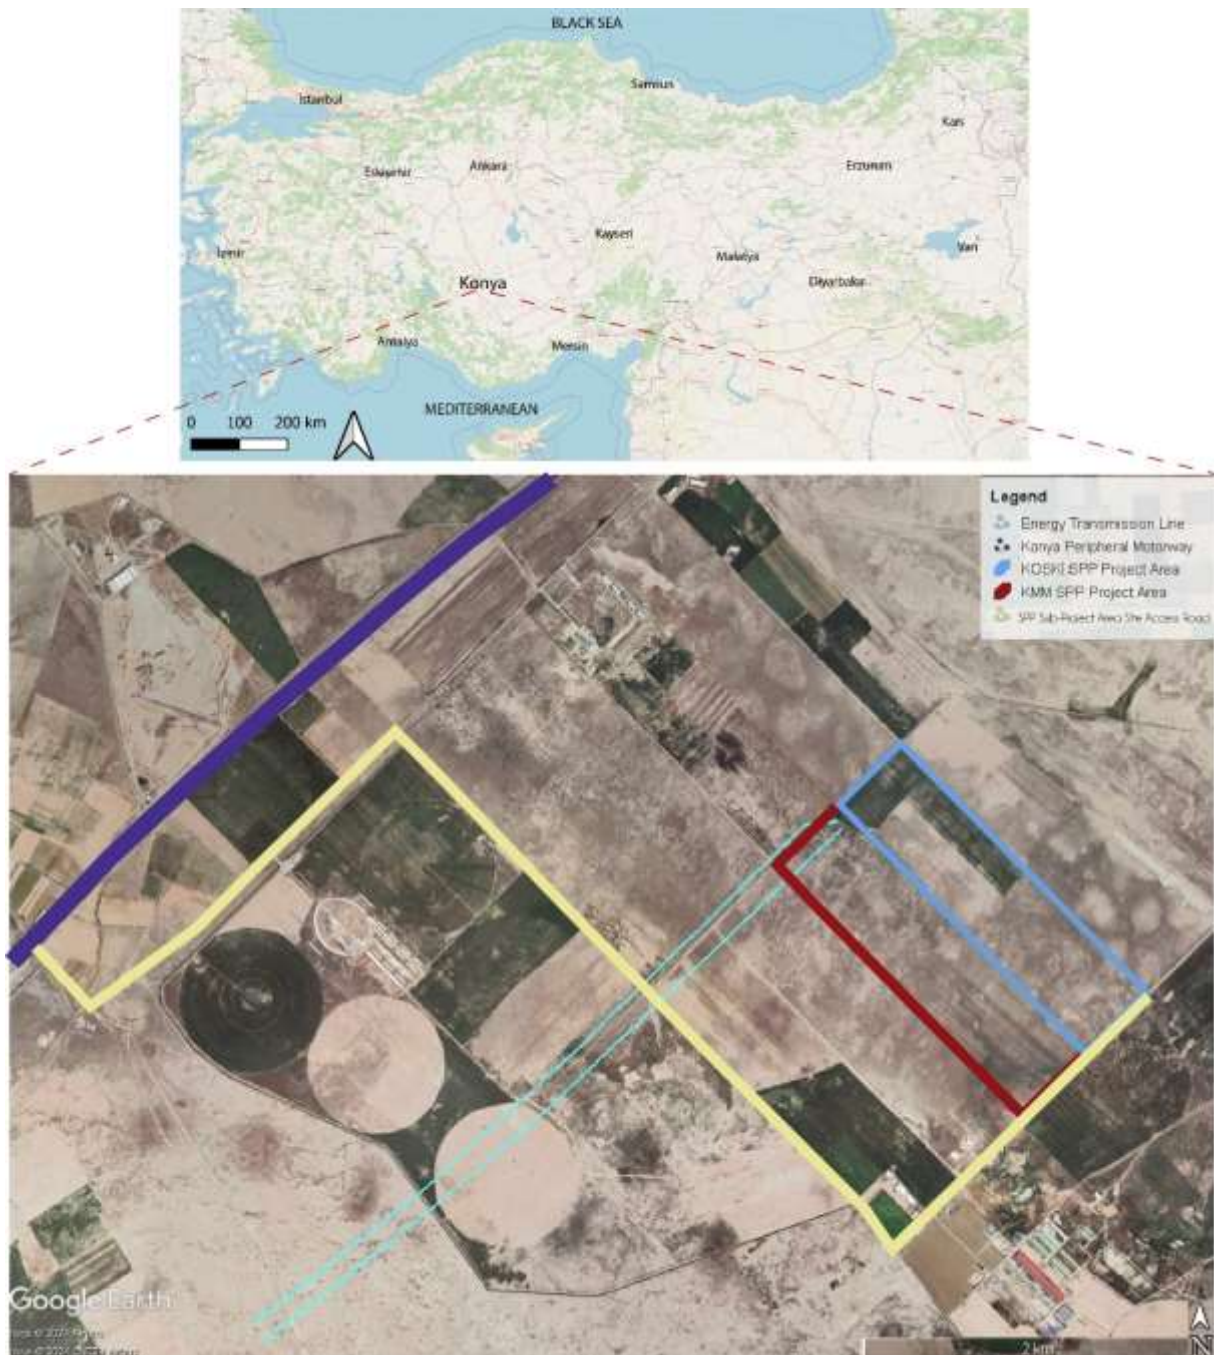 BLACK SEA
Samsun
Istanbul
Kars
Eskişehir
Ankara
Erzurum
Kayseri
Van
Izmir
Malatya
Diyarbakır
Konya
Antalya
Mersin
MEDITERRANEAN
0 100 200 km
Legend
Energy Transmission Line
Konya Peripheral Motorway
KOSKİ SPP Project Area
KMM SPP Project Area
SPP Sub-Project Area Site Access Road
Google Earth
2 km
N